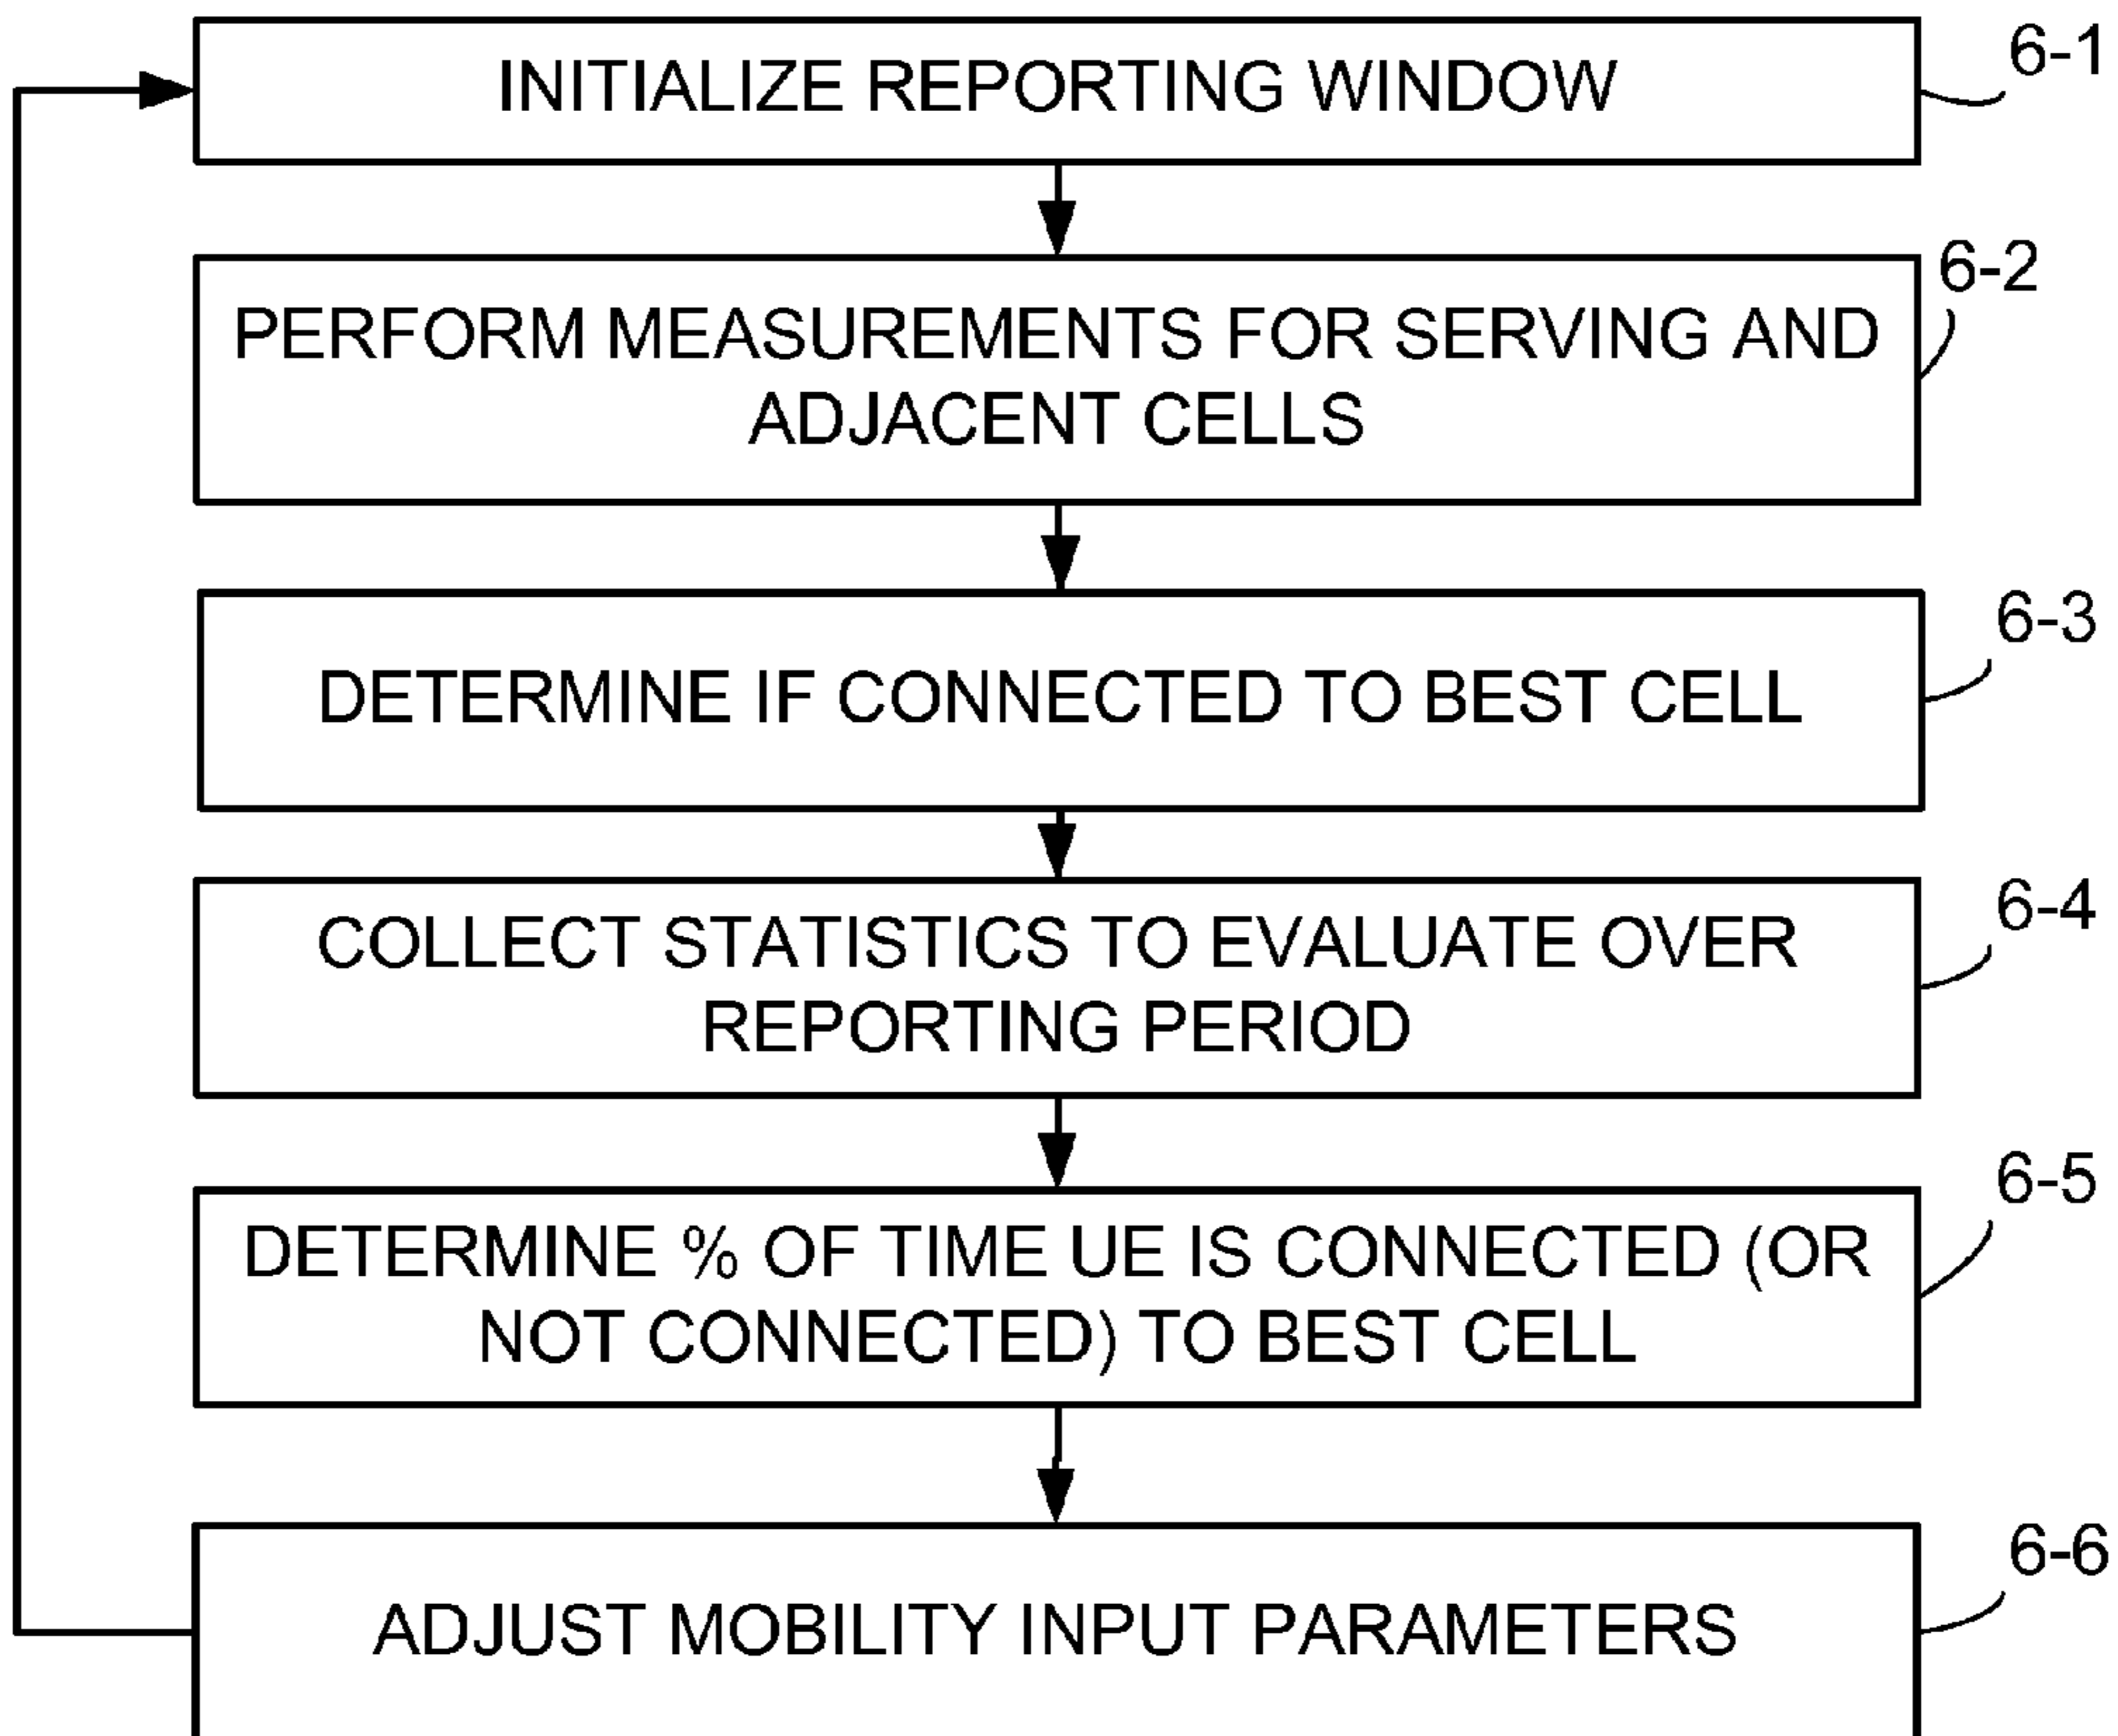 INITIALIZE REPORTING WINDOW
6-1
PERFORM MEASUREMENTS FOR SERVING AND
ADJACENT CELLS
6-2
DETERMINE IF CONNECTED TO BEST CELL
6-3
COLLECT STATISTICS TO EVALUATE OVER
REPORTING PERIOD
6-4
DETERMINE % OF TIME UE IS CONNECTED (OR
NOT CONNECTED) TO BEST CELL
6-5
ADJUST MOBILITY INPUT PARAMETERS
6-6